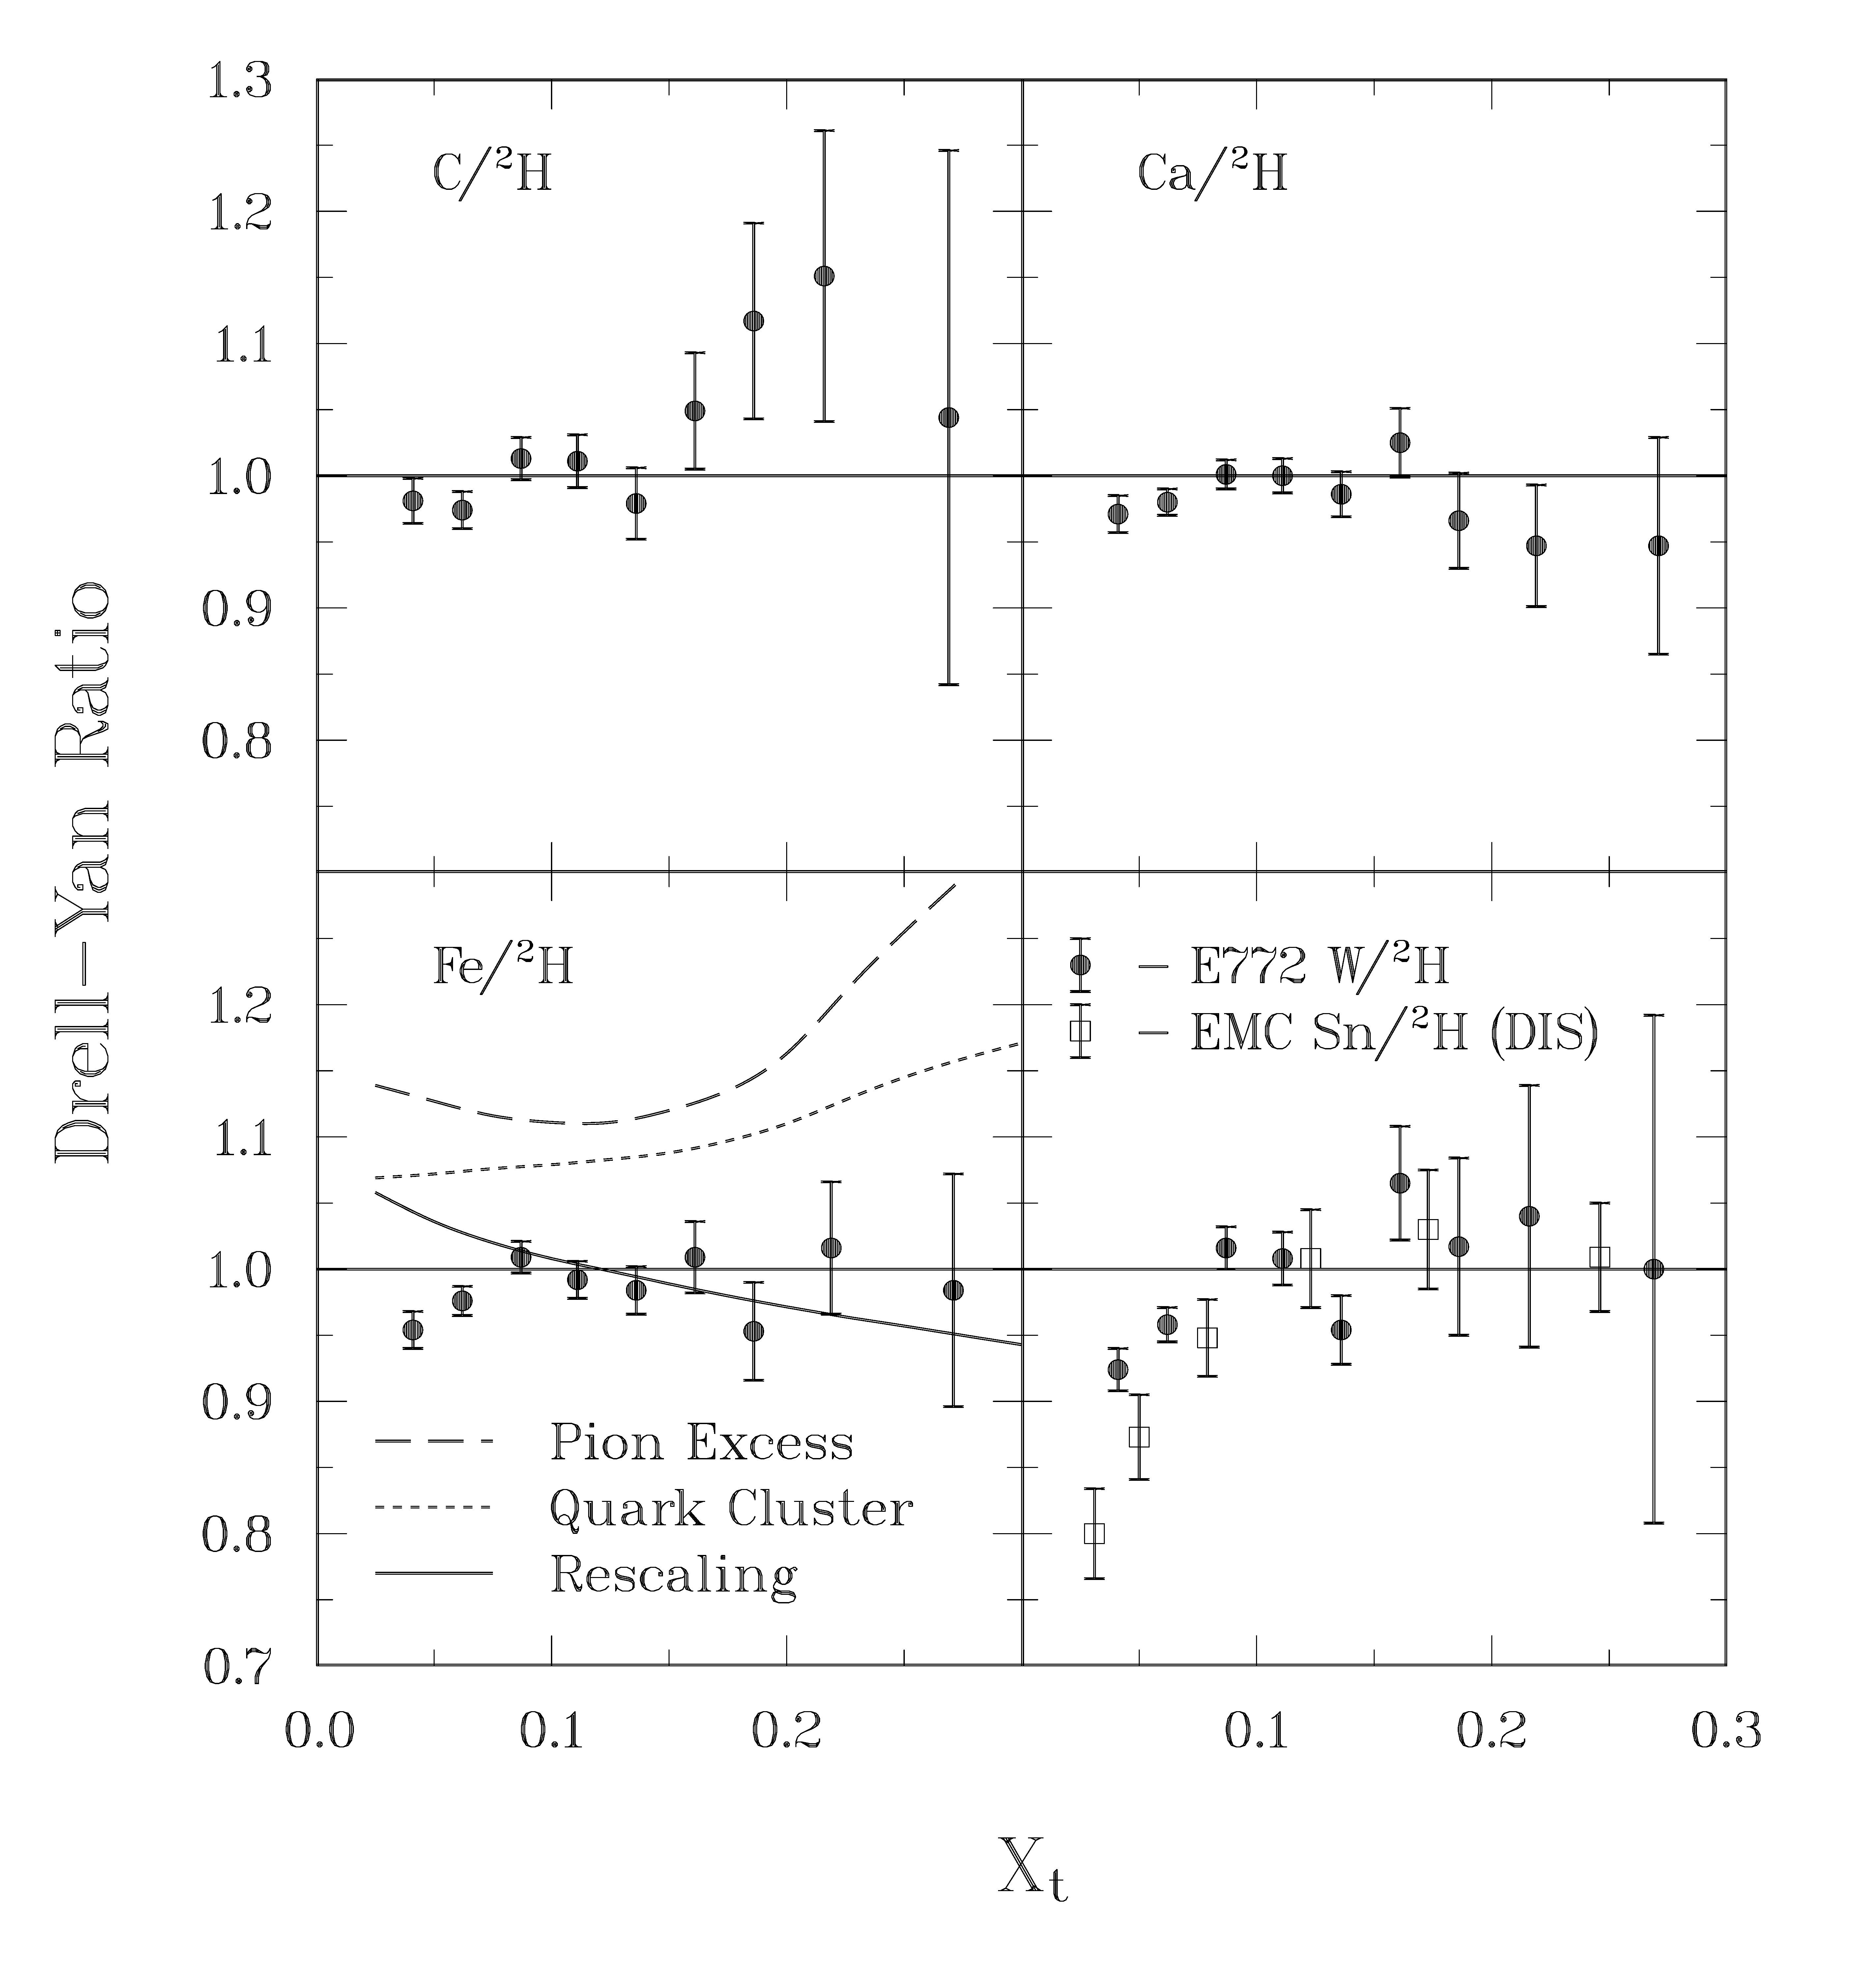 1.3
C/²H
Ca/²H
1.2
1.1
1.0
0.9
0.8
Drell-Yan Ratio
Fe/²H
– E772 W/²H
– EMC Sn/²H (DIS)
1.2
1.1
1.0
0.9
Pion Excess
Quark Cluster
0.8
Rescaling
0.7
0.0 0.1 0.2 0.1 0.2 0.3
Xₜ